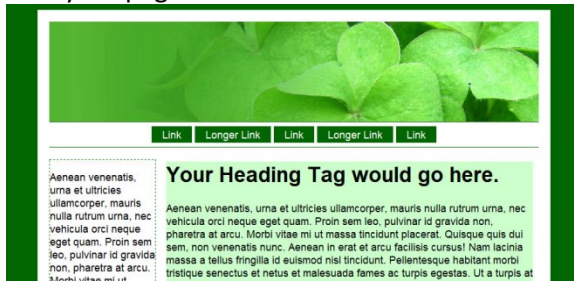 Link Longer Link Link Longer Link Link
Your Heading Tag would go here.
Aenean venenatis,
urna et ultricies
ullamcorper, mauris
nulla rutrum urna, nec
vehicula orci neque
eget quam. Proin sem
leo, pulvinar id gravida
non, pharetra at arcu.
Morbi vitae mi ut
Aenean venenatis, urna et ultricies ullamcorper, mauris nulla rutrum urna, nec
vehicula orci neque eget quam. Proin sem leo, pulvinar id gravida non,
pharetra at arcu. Morbi vitae mi ut massa tincidunt placerat. Quisque quis dui
sem, non venenatis nunc. Aenean in erat et arcu facilisis cursus! Nam lacinia
massa a tellus fringilla id euismod nisl tincidunt. Pellentesque habitant morbi
tristique senectus et netus et malesuada fames ac turpis egestas. Ut a turpis at